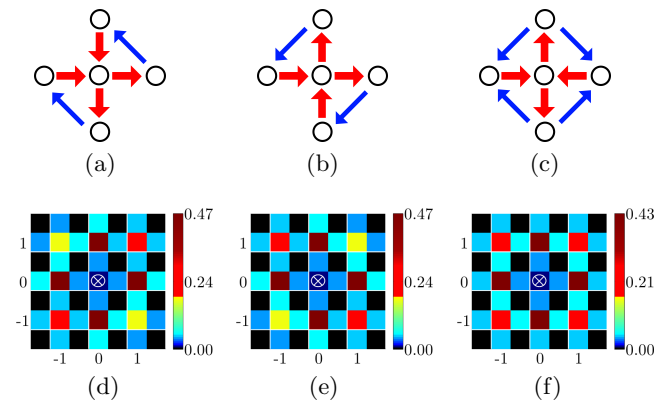 (a) (b) (c)
0.47 0.47 0.43
1 1 1
0 0.24 0 0.24 0 0.21
-1 -1 -1
0.00 0.00 0.00
-1 0 1 -1 0 1 -1 0 1
(d) (e) (f)